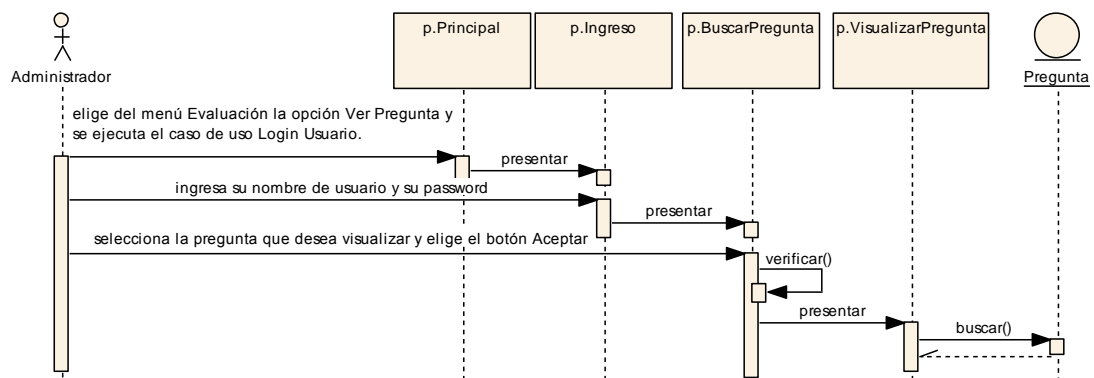 p.Principal
p.Ingreso
p.BuscarPregunta
p.VisualizarPregunta
Administrador
Pregunta
elige del menú Evaluación la opción Ver Pregunta y
se ejecuta el caso de uso Login Usuario.
presentar
ingresa su nombre de usuario y su password
presentar
selecciona la pregunta que desea visualizar y elige el botón Aceptar
verificar()
presentar
buscar()